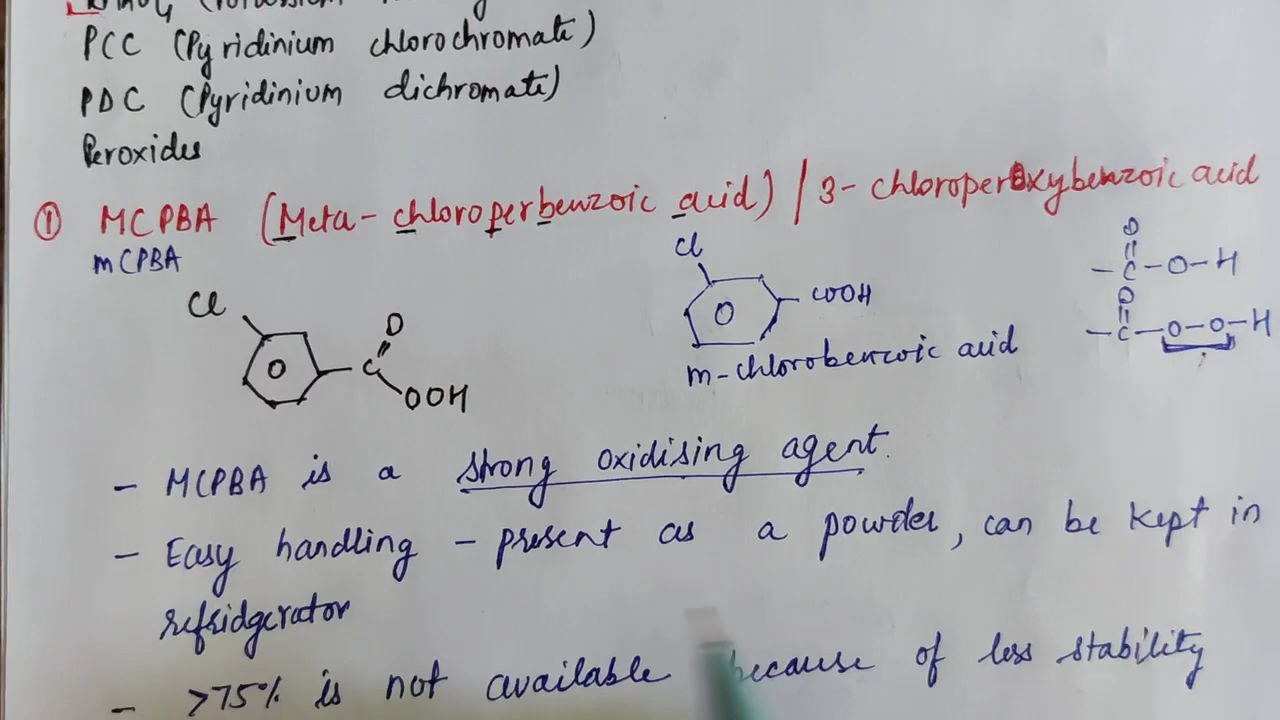 PCC (Pyridinium chlorochromate)
PDC (Pyridinium dichromate)
Peroxides
① MCPBA (Meta-chloroperbenzoic acid) / 3-chloroperoxybenzoic acid
mCPBA
Cl
O
C
OOH
Cl
COOH
m-chlorobenzoic acid
O
-C-O-H
O
-C-O-O-H
- MCPBA is a strong oxidising agent.
- Easy handling - present as a powder, can be kept in
refridgerator
- >75% is not available because of less stability